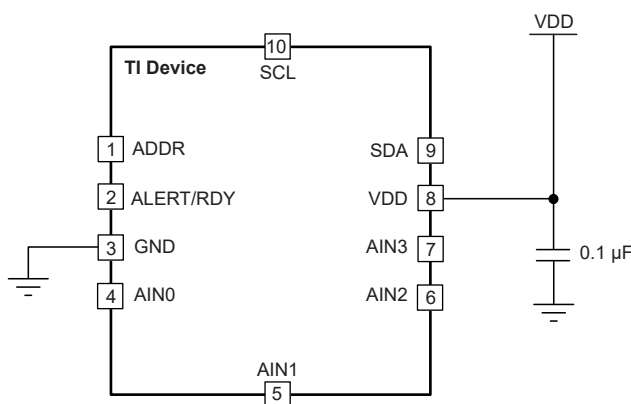 VDD
10
TI Device
SCL
1 ADDR
SDA 9
2 ALERT/RDY
VDD 8
3 GND
AIN3 7
0.1 µF
4 AIN0
AIN2 6
AIN1
5